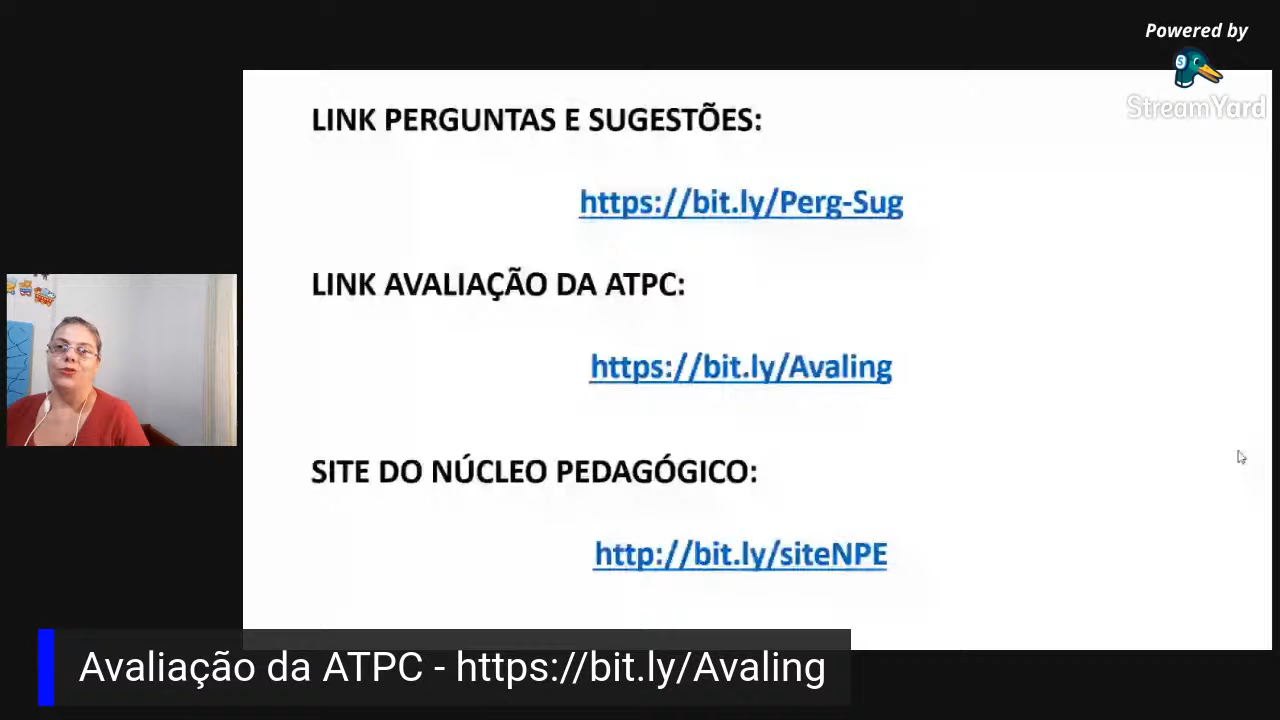 Powered by
StreamYard
LINK PERGUNTAS E SUGESTÕES:
https://bit.ly/Perg-Sug
LINK AVALIAÇÃO DA ATPC:
https://bit.ly/Avaling
SITE DO NÚCLEO PEDAGÓGICO:
http://bit.ly/siteNPE
Avaliação da ATPC - https://bit.ly/Avaling